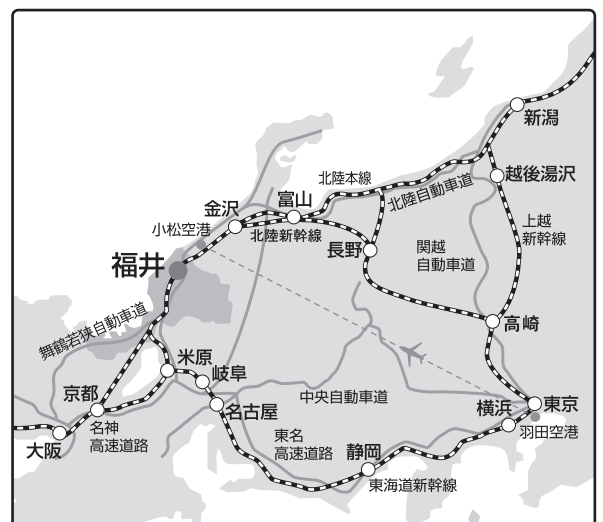 新潟
越後湯沢
北陸本線
北陸自動車道
富山
金沢
小松空港
北陸新幹線
上越
新幹線
長野
関越
自動車道
福井
舞鶴若狭自動車道
高崎
米原
岐阜
京都
中央自動車道
名古屋
横浜
東京
名神
高速道路
羽田空港
大阪
東名
高速道路
静岡
東海道新幹線